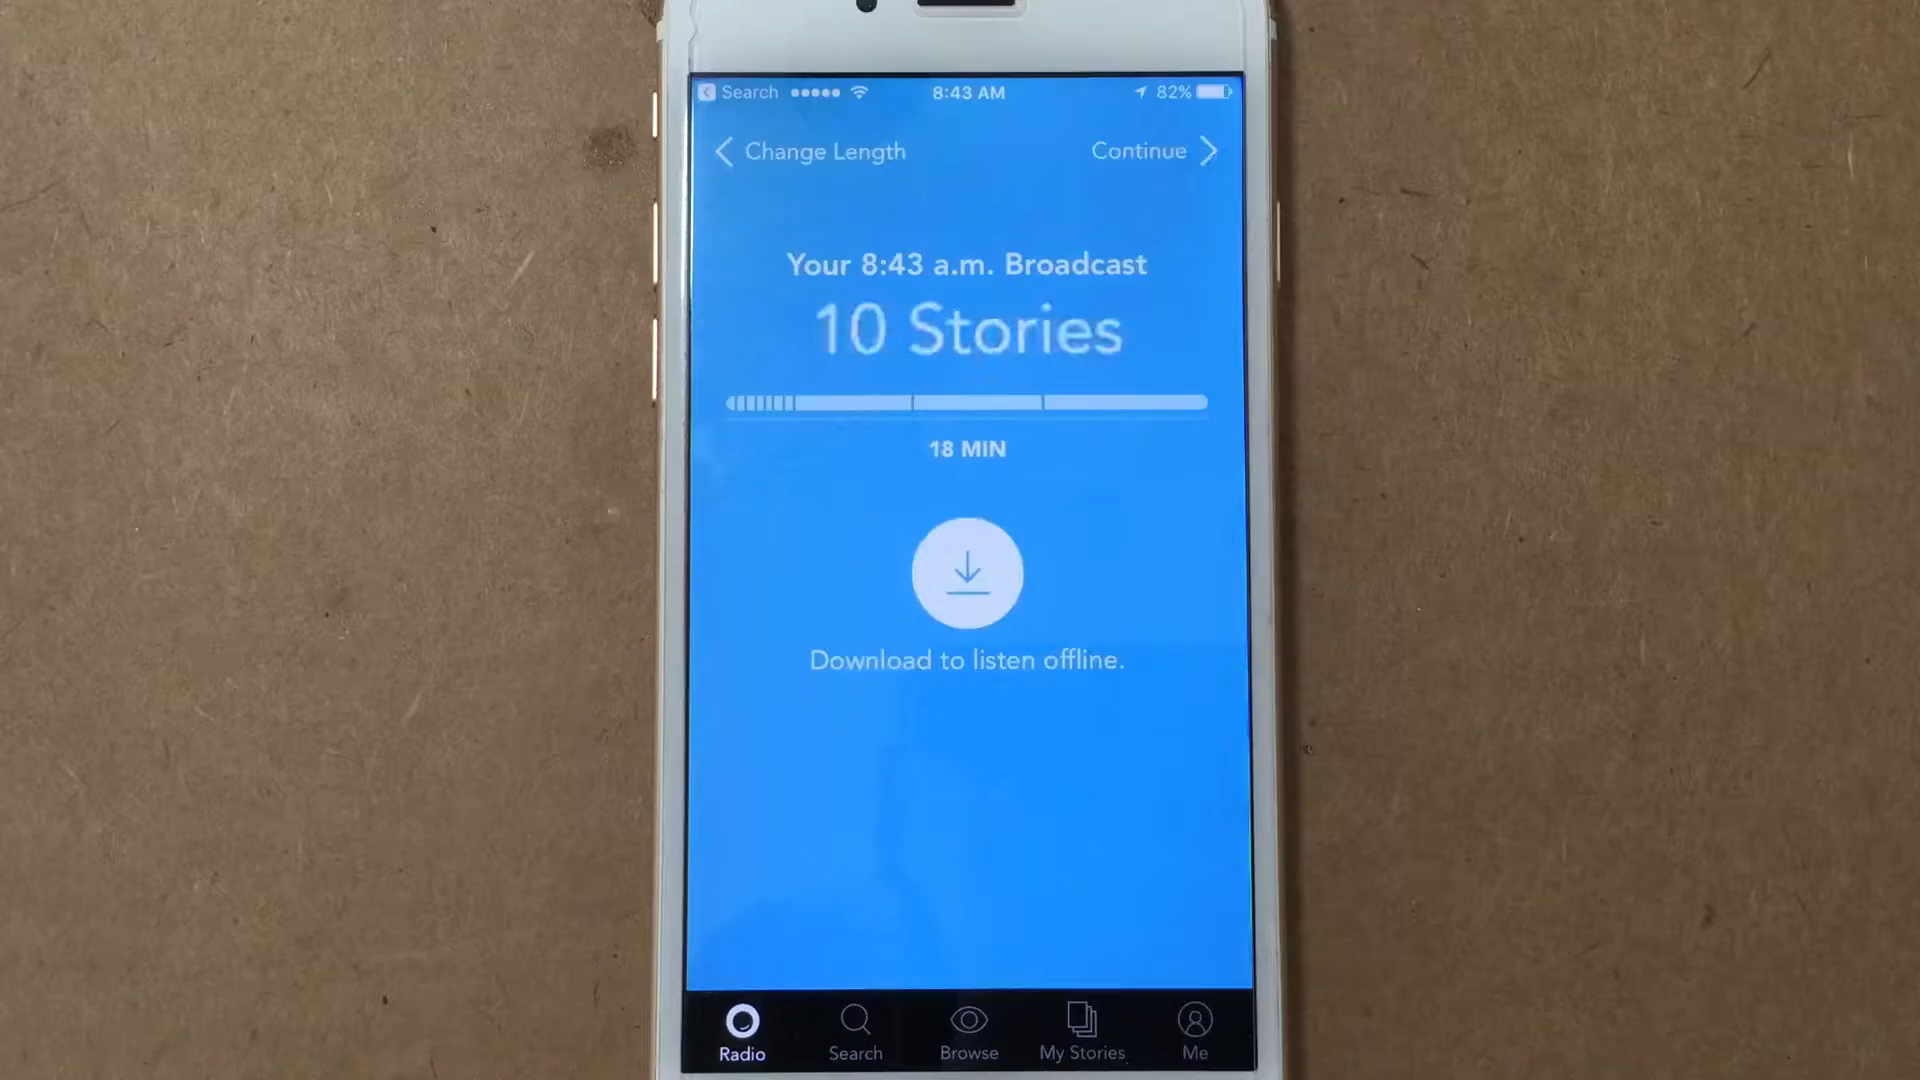 Search 8:43 AM 82%
Change Length Continue
Your 8:43 a.m. Broadcast
10 Stories
18 MIN
Download to listen offline.
Radio Search Browse My Stories Me